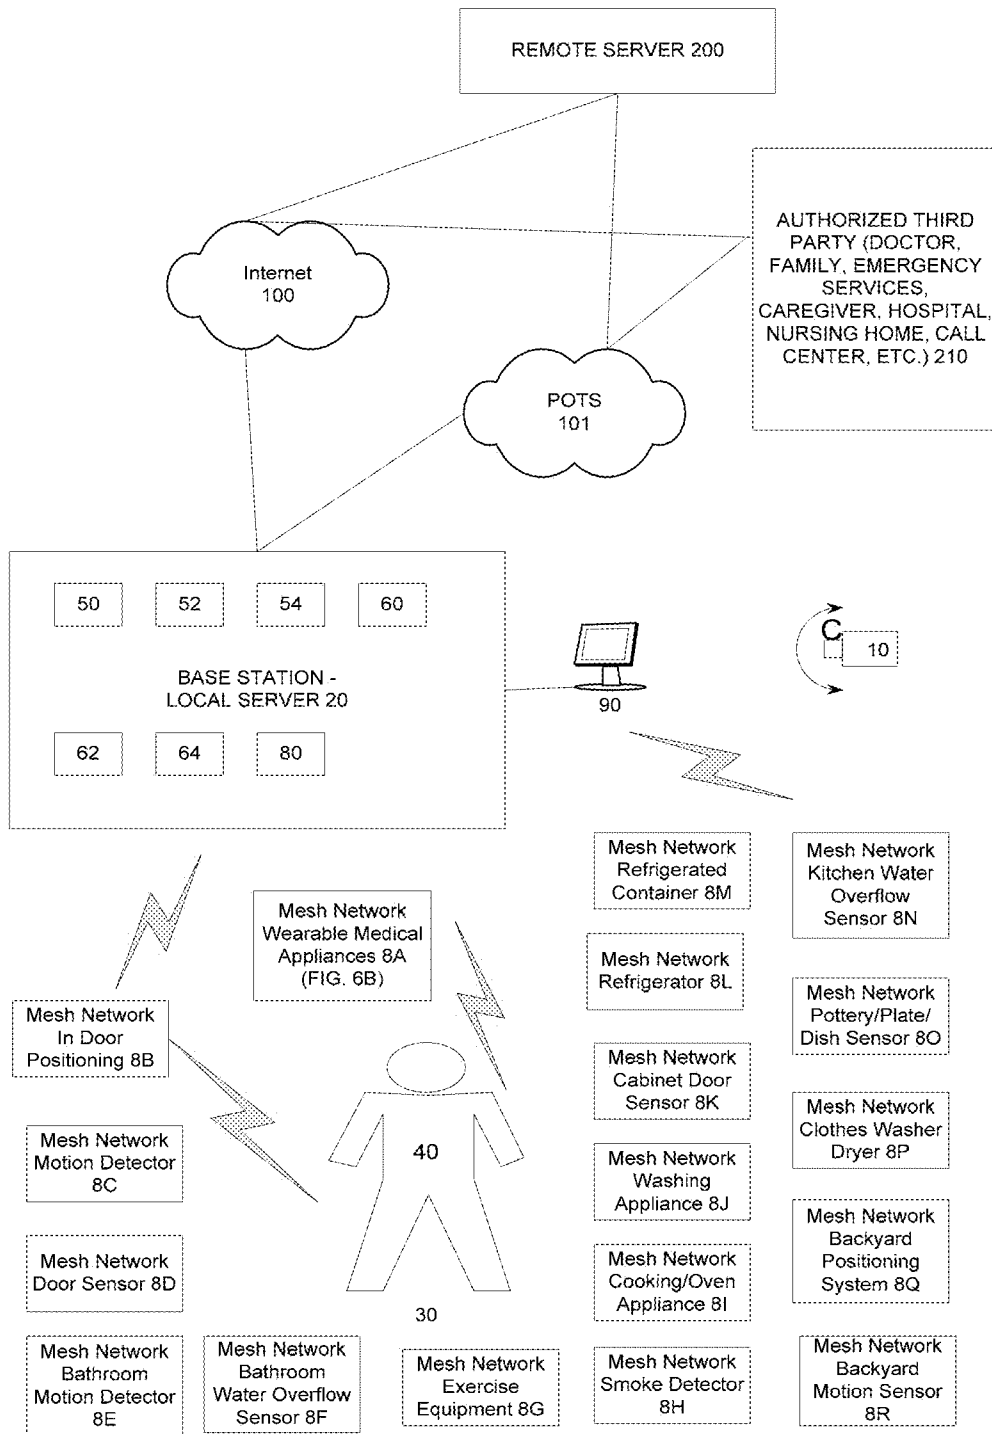 REMOTE SERVER 200
AUTHORIZED THIRD
PARTY (DOCTOR,
FAMILY, EMERGENCY
SERVICES,
CAREGIVER, HOSPITAL,
NURSING HOME, CALL
CENTER, ETC.) 210
Internet
100
POTS
101
50
52
54
60
BASE STATION -
LOCAL SERVER 20
62
64
80
90
C
10
Mesh Network
Wearable Medical
Appliances 8A
(FIG. 6B)
Mesh Network
In Door
Positioning 8B
Mesh Network
Motion Detector
8C
Mesh Network
Door Sensor 8D
Mesh Network
Bathroom
Motion Detector
8E
Mesh Network
Bathroom
Water Overflow
Sensor 8F
40
30
Mesh Network
Exercise
Equipment 8G
Mesh Network
Refrigerated
Container 8M
Mesh Network
Refrigerator 8L
Mesh Network
Cabinet Door
Sensor 8K
Mesh Network
Washing
Appliance 8J
Mesh Network
Cooking/Oven
Appliance 8I
Mesh Network
Smoke Detector
8H
Mesh Network
Kitchen Water
Overflow
Sensor 8N
Mesh Network
Pottery/Plate/
Dish Sensor 8O
Mesh Network
Clothes Washer
Dryer 8P
Mesh Network
Backyard
Positioning
System 8Q
Mesh Network
Backyard
Motion Sensor
8R